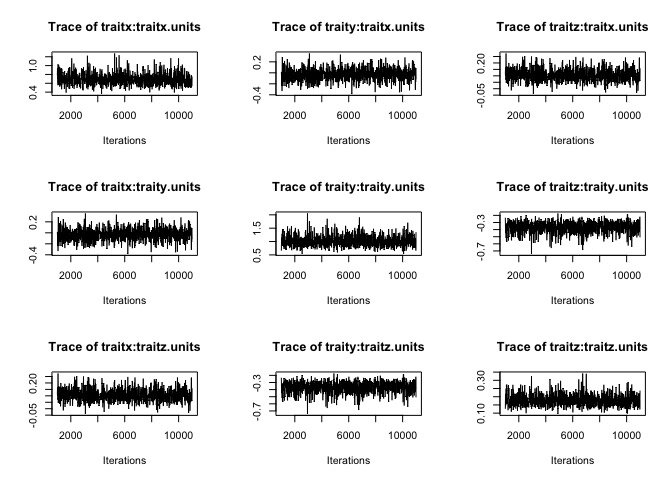 Trace of traitx:traitx.units
Trace of traity:traitx.units
Trace of traitz:traitx.units
0.4 1.0
-0.4 0.2
-0.05 0.20
2000 6000 10000
2000 6000 10000
2000 6000 10000
Iterations
Iterations
Iterations
Trace of traitx:traity.units
Trace of traity:traity.units
Trace of traitz:traity.units
-0.4 0.2
0.5 1.5
-0.7 -0.3
2000 6000 10000
2000 6000 10000
2000 6000 10000
Iterations
Iterations
Iterations
Trace of traitx:traitz.units
Trace of traity:traitz.units
Trace of traitz:traitz.units
-0.05 0.20
-0.7 -0.3
0.10 0.30
2000 6000 10000
2000 6000 10000
2000 6000 10000
Iterations
Iterations
Iterations